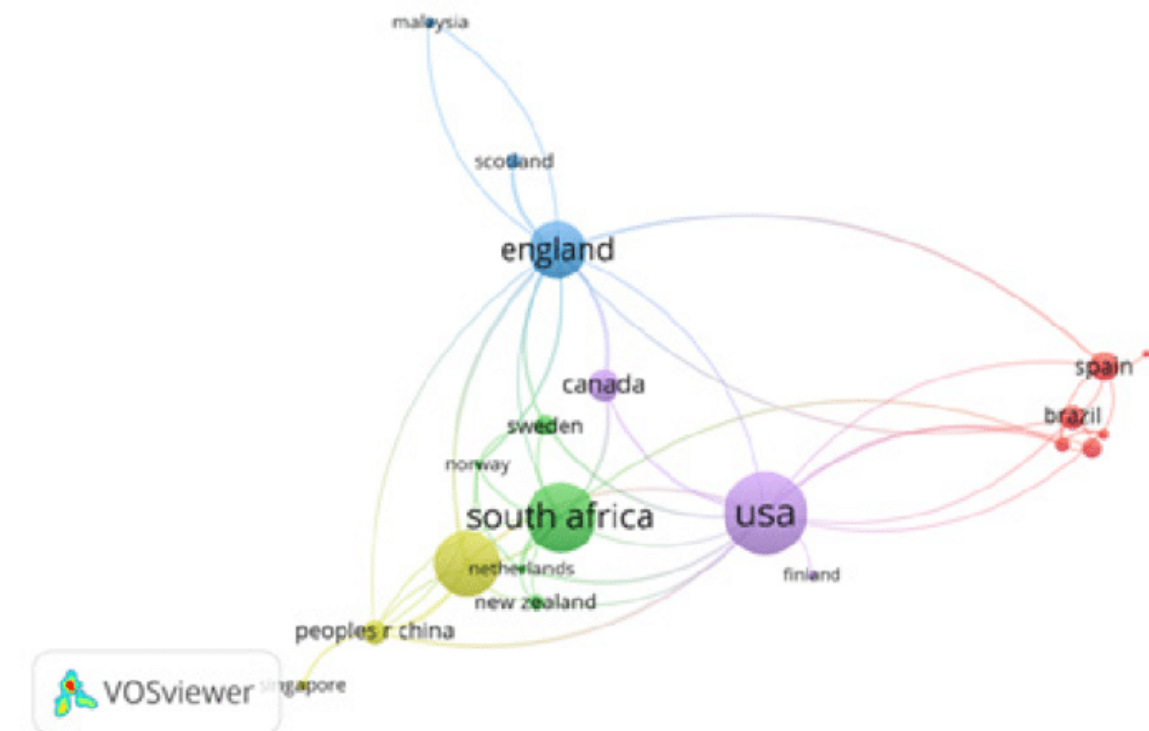 malaysia
scotland
england
spain
canada
brazil
sweden
norway
south africa
usa
netherlands
finland
new zealand
peoples r china
singapore
VOSviewer